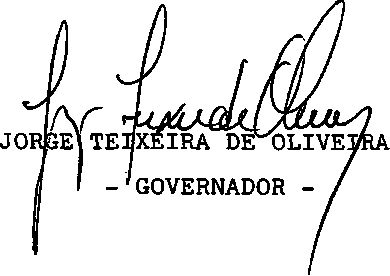 JORGE TEIXEIRA DE OLIVEIRA
- GOVERNADOR -